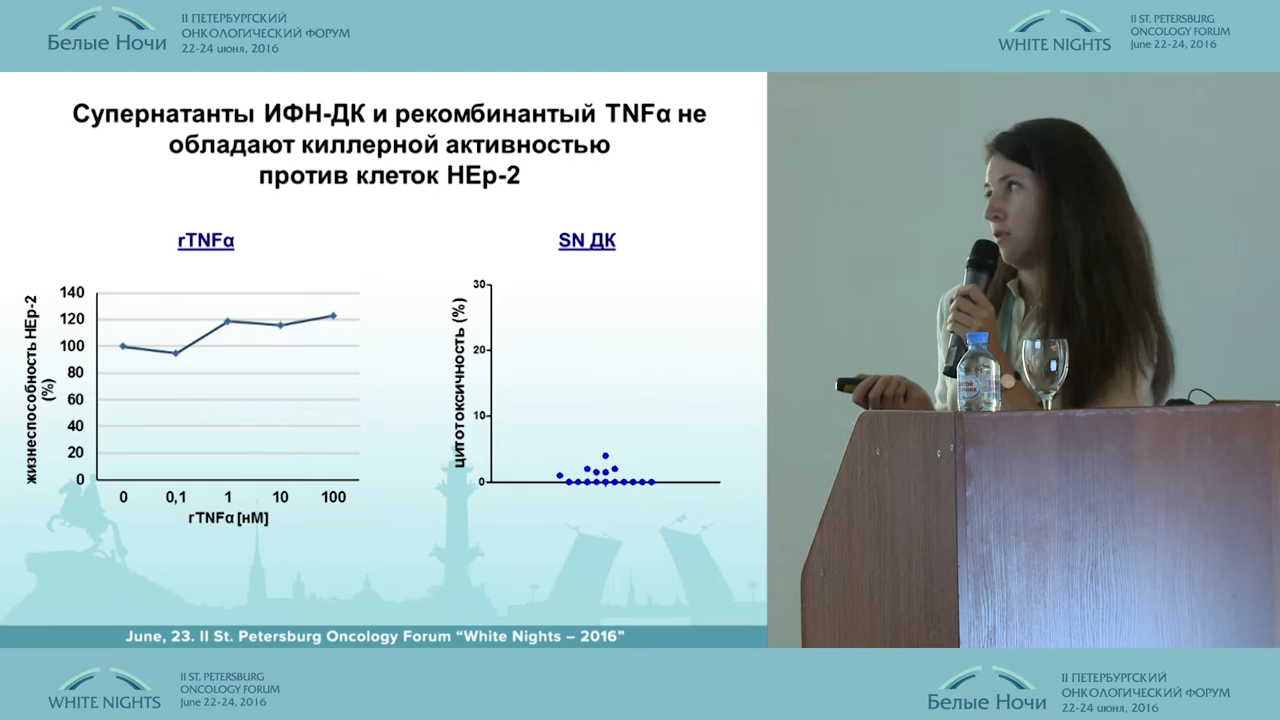 Белые Ночи
II ПЕТЕРБУРГСКИЙ
ОНКОЛОГИЧЕСКИЙ ФОРУМ
22-24 июня, 2016
WHITE NIGHTS
II ST. PETERSBURG
ONCOLOGY FORUM
June 22-24, 2016
Супернатанты ИФН-ДК и рекомбинантый TNFα не
обладают киллерной активностью
против клеток HEp-2
rTNFα
жизнеспособность HEp-2
(%)
140
120
100
80
60
40
20
0
0 0,1 1 10 100
rTNFα [нМ]
SN ДК
цитотоксичность (%)
30
20
10
0
June, 23. II St. Petersburg Oncology Forum “White Nights – 2016”
WHITE NIGHTS
II ST. PETERSBURG
ONCOLOGY FORUM
June 22-24, 2016
Белые Ночи
II ПЕТЕРБУРГСКИЙ
ОНКОЛОГИЧЕСКИЙ ФОРУМ
22-24 июня, 2016